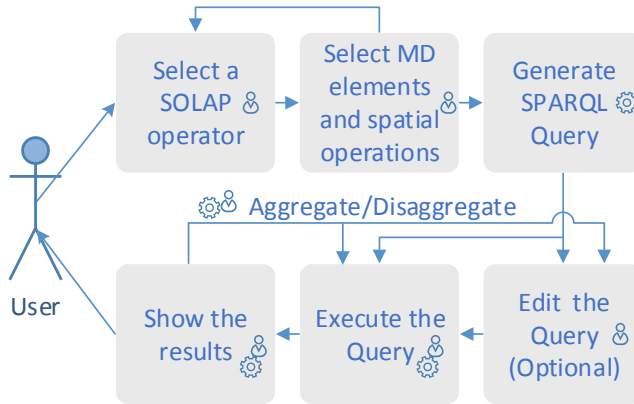 Select a
SOLAP
operator
Select MD
elements
and spatial
operations
Generate
SPARQL
Query
Aggregate/Disaggregate
User
Show the
results
Execute the
Query
Edit the
Query
(Optional)